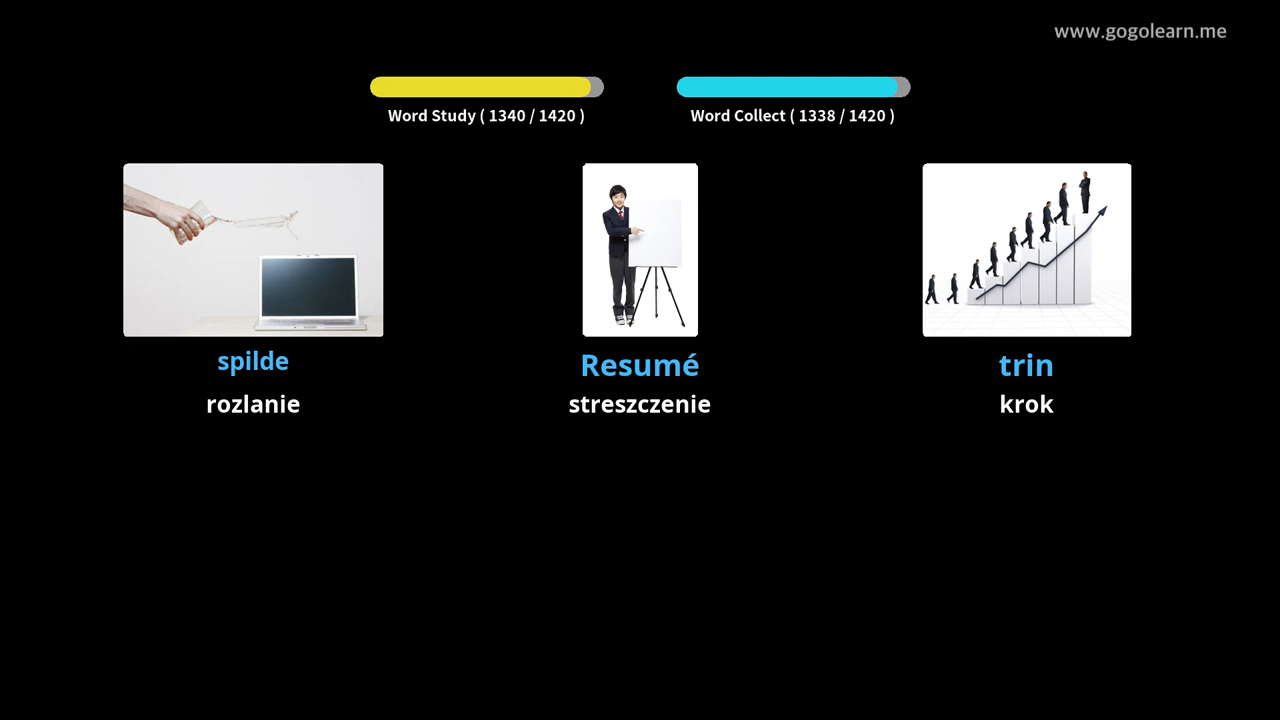 www.gogolearn.me
Word Study ( 1340 / 1420 )
Word Collect ( 1338 / 1420 )
spilde
Resumé
trin
rozlanie
streszczenie
krok